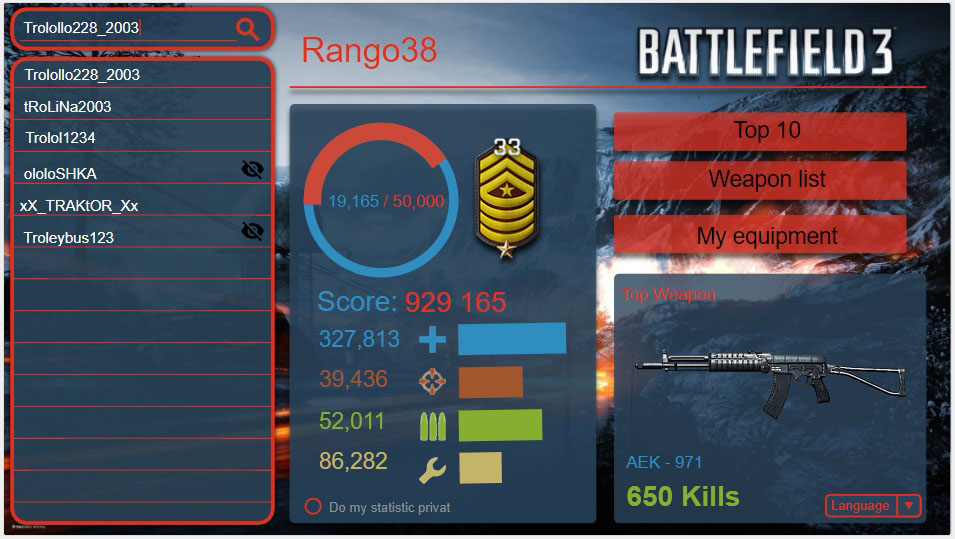 Trolollo228_2003
Trolollo228_2003
tRoLiNa2003
Trolol1234
ololoSHKA
xX_TRAKtOR_Xx
Troleybus123
Rango38
BATTLEFIELD 3
33
19,165 / 50,000
Score: 929 165
327,813
39,436
52,011
86,282
Do my statistic privat
Top 10
Weapon list
My equipment
Top Weapon
AEK - 971
650 Kills
Language